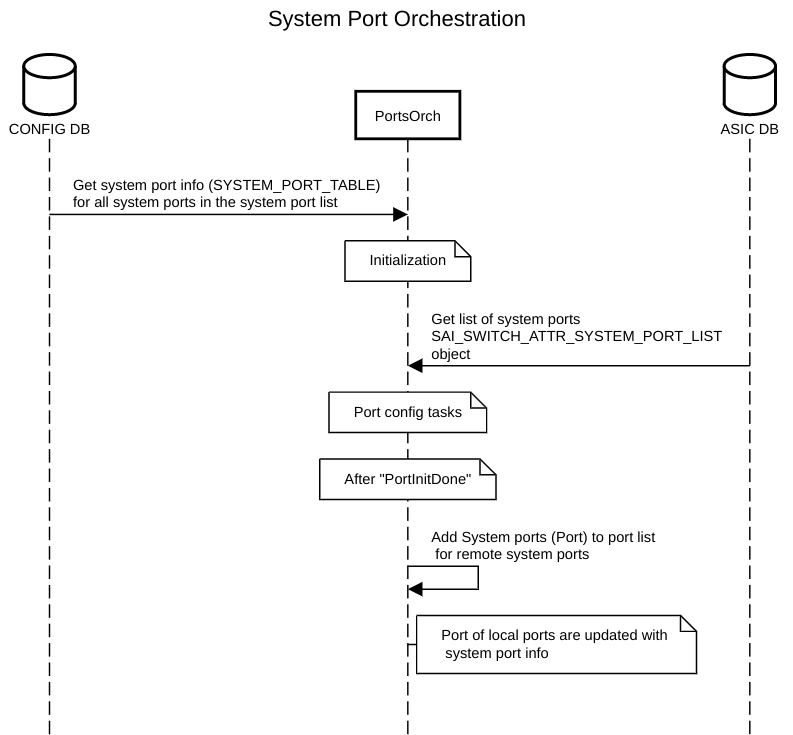 System Port Orchestration
CONFIG DB
PortsOrch
ASIC DB
Get system port info (SYSTEM_PORT_TABLE)
for all system ports in the system port list
Initialization
Get list of system ports
SAI_SWITCH_ATTR_SYSTEM_PORT_LIST
object
Port config tasks
After "PortInitDone"
Add System ports (Port) to port list
for remote system ports
Port of local ports are updated with
system port info